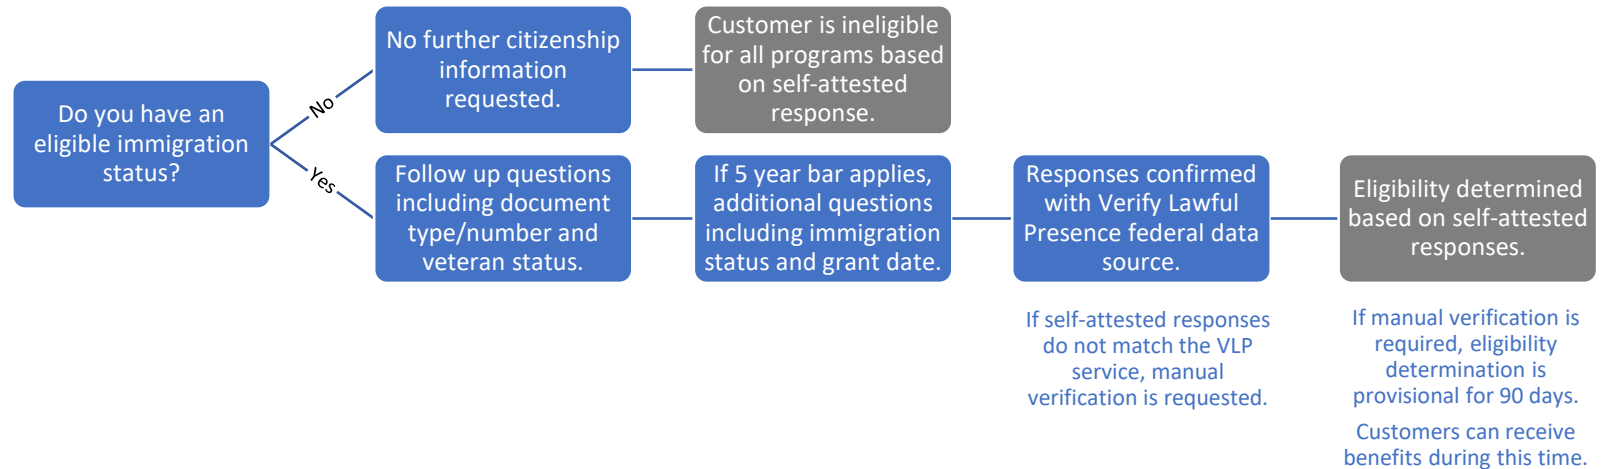 Do you have an
eligible immigration
status?
No
No further citizenship
information
requested.
Customer is ineligible
for all programs based
on self-attested
response.
Yes
Follow up questions
including document
type/number and
veteran status.
If 5 year bar applies,
additional questions
including immigration
status and grant date.
Responses confirmed
with Verify Lawful
Presence federal data
source.
If self-attested responses
do not match the VLP
service, manual
verification is requested.
Eligibility determined
based on self-attested
responses.
If manual verification is
required, eligibility
determination is
provisional for 90 days.
Customers can receive
benefits during this time.